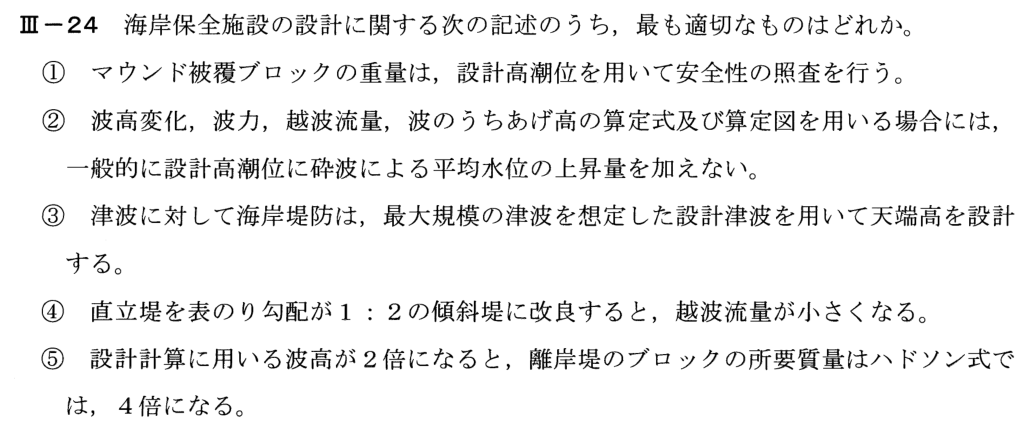 Ⅲ－24　海岸保全施設の設計に関する次の記述のうち，最も適切なものはどれか。
①　マウンド被覆ブロックの重量は，設計高潮位を用いて安全性の照査を行う。
②　波高変化，波力，越波流量，波のうちあげ高の算定式及び算定図を用いる場合には，
一般的に設計高潮位に砕波による平均水位の上昇量を加えない。
③　津波に対して海岸堤防は，最大規模の津波を想定した設計津波を用いて天端高を設計
する。
④　直立堤を表のり勾配が１：２の傾斜堤に改良すると，越波流量が小さくなる。
⑤　設計計算に用いる波高が２倍になると，離岸堤のブロックの所要質量はハドソン式で
は，４倍になる。